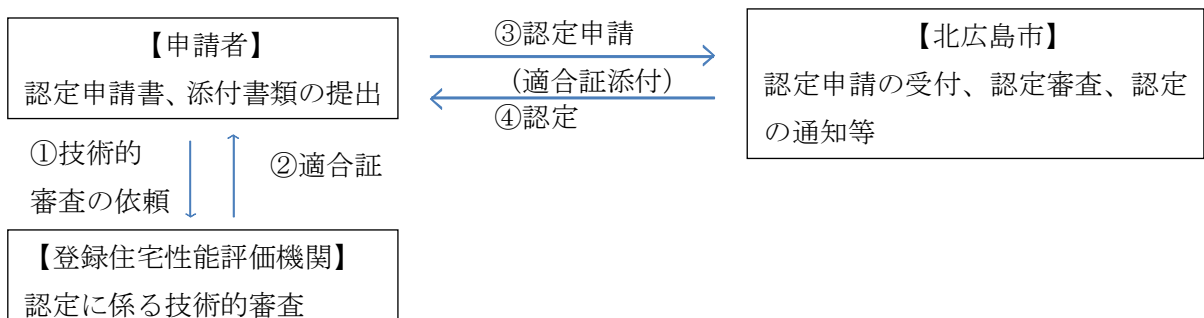 【申請者】
認定申請書、添付書類の提出
③認定申請
（適合証添付）
④認定
【北広島市】
認定申請の受付、認定審査、認定
の通知等
①技術的
審査の依頼
②適合証
【登録住宅性能評価機関】
認定に係る技術的審査